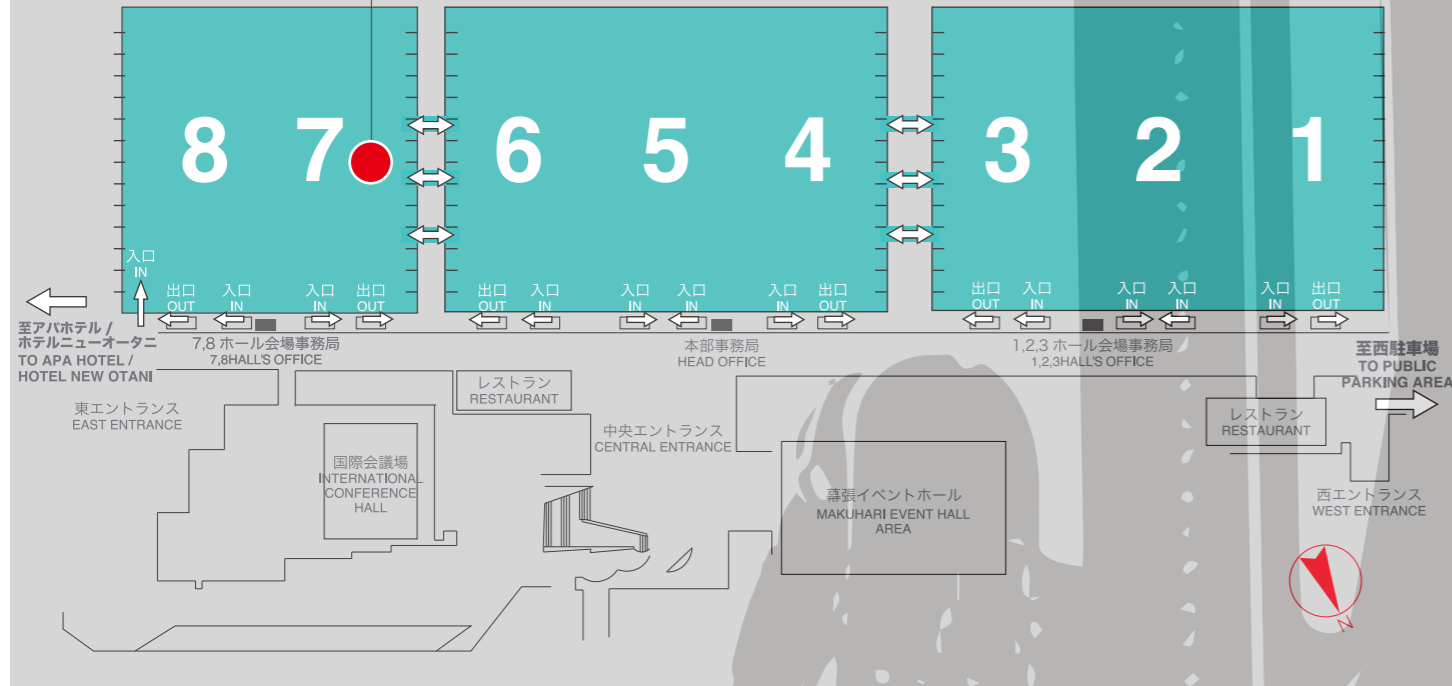 8
7
6
5
4
3
2
1
入口
IN
出口
OUT
入口
IN
入口
IN
出口
OUT
出口
OUT
入口
IN
入口
IN
入口
IN
入口
IN
出口
OUT
出口
OUT
入口
IN
入口
IN
入口
IN
入口
IN
出口
OUT
至アパホテル /
ホテルニューオータニ
TO APA HOTEL /
HOTEL NEW OTANI
7,8 ホール会場事務局
7,8HALL'S OFFICE
本部事務局
HEAD OFFICE
1,2,3 ホール会場事務局
1,2,3HALL'S OFFICE
至西駐車場
TO PUBLIC
PARKING AREA
東エントランス
EAST ENTRANCE
レストラン
RESTAURANT
中央エントランス
CENTRAL ENTRANCE
レストラン
RESTAURANT
国際会議場
INTERNATIONAL
CONFERENCE
HALL
幕張イベントホール
MAKUHARI EVENT HALL
AREA
西エントランス
WEST ENTRANCE
N